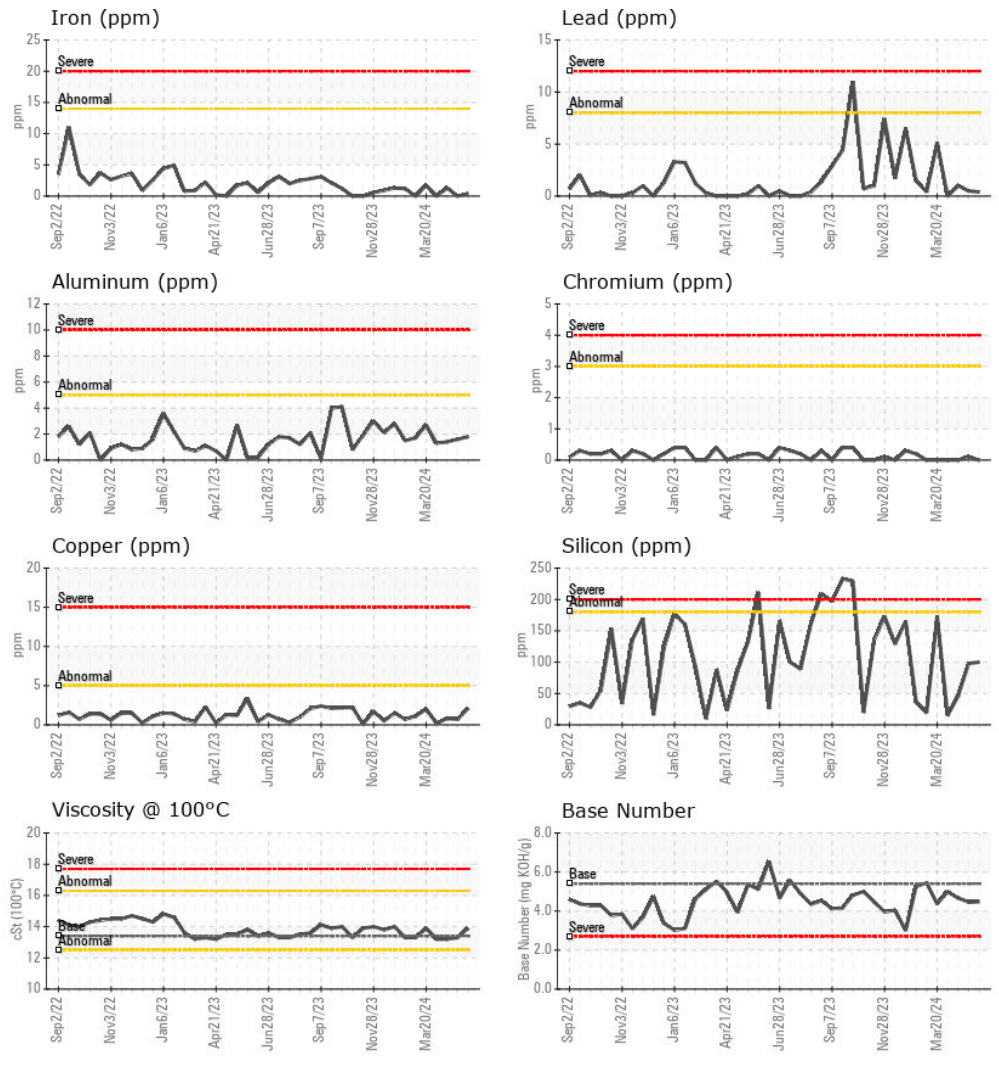 Iron (ppm)
25
20
15
10
5
0
ppm
Severe
Abnormal
Sep2/22
Nov3/22
Jan6/23
Apr21/23
Jun28/23
Sep7/23
Nov28/23
Mar20/24
Lead (ppm)
15
10
5
0
ppm
Severe
Abnormal
Sep2/22
Nov3/22
Jan6/23
Apr21/23
Jun28/23
Sep7/23
Nov28/23
Mar20/24
Aluminum (ppm)
12
10
8
6
4
2
0
ppm
Severe
Abnormal
Sep2/22
Nov3/22
Jan6/23
Apr21/23
Jun28/23
Sep7/23
Nov28/23
Mar20/24
Chromium (ppm)
5
4
3
2
1
0
ppm
Severe
Abnormal
Sep2/22
Nov3/22
Jan6/23
Apr21/23
Jun28/23
Sep7/23
Nov28/23
Mar20/24
Copper (ppm)
20
15
10
5
0
ppm
Severe
Abnormal
Sep2/22
Nov3/22
Jan6/23
Apr21/23
Jun28/23
Sep7/23
Nov28/23
Mar20/24
Silicon (ppm)
250
200
150
100
50
0
ppm
Severe
Abnormal
Sep2/22
Nov3/22
Jan6/23
Apr21/23
Jun28/23
Sep7/23
Nov28/23
Mar20/24
Viscosity @ 100°C
20
18
16
14
12
10
cSt (100°C)
Severe
Abnormal
Base
Abnormal
Sep2/22
Nov3/22
Jan6/23
Apr21/23
Jun28/23
Sep7/23
Nov28/23
Mar20/24
Base Number
8.0
6.0
4.0
2.0
0.0
Base Number (mg KOH/g)
Base
Severe
Sep2/22
Nov3/22
Jan6/23
Apr21/23
Jun28/23
Sep7/23
Nov28/23
Mar20/24